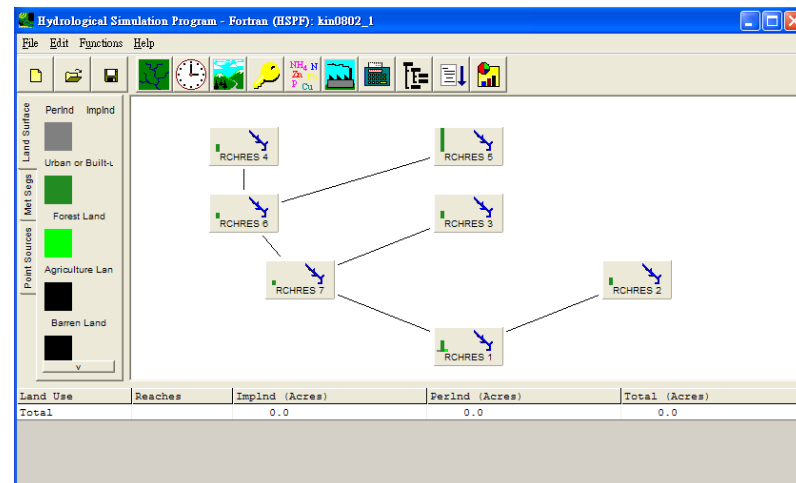 Hydrological Simulation Program - Fortran (HSPF): kin0802_1
File Edit Functions Help
NH4 N
Zn
P Cu
Land Surface
Met Segs
Point Sources
PerInd ImpInd
Urban or Built-u
Forest Land
Agriculture Lan
Barren Land
v
RCHRES 4
RCHRES 5
RCHRES 6
RCHRES 3
RCHRES 7
RCHRES 2
RCHRES 1
Land Use Reaches ImpInd (Acres) PerInd (Acres) Total (Acres)
Total 0.0 0.0 0.0